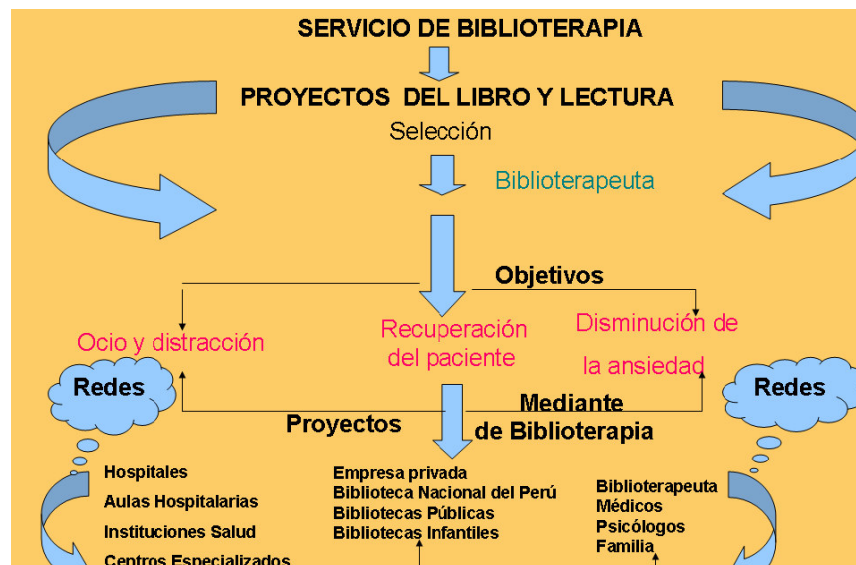 SERVICIO DE BIBLIOTERAPIA
PROYECTOS DEL LIBRO Y LECTURA
Selección
Biblioterapeuta
Objetivos
Ocio y distracción
Recuperación
del paciente
Disminución de
la ansiedad
Redes
Redes
Proyectos
Mediante
de Biblioterapia
Hospitales
Aulas Hospitalarias
Instituciones Salud
Centros Especializados
Empresa privada
Biblioteca Nacional del Perú
Bibliotecas Públicas
Bibliotecas Infantiles
Biblioterapeuta
Médicos
Psicólogos
Familia